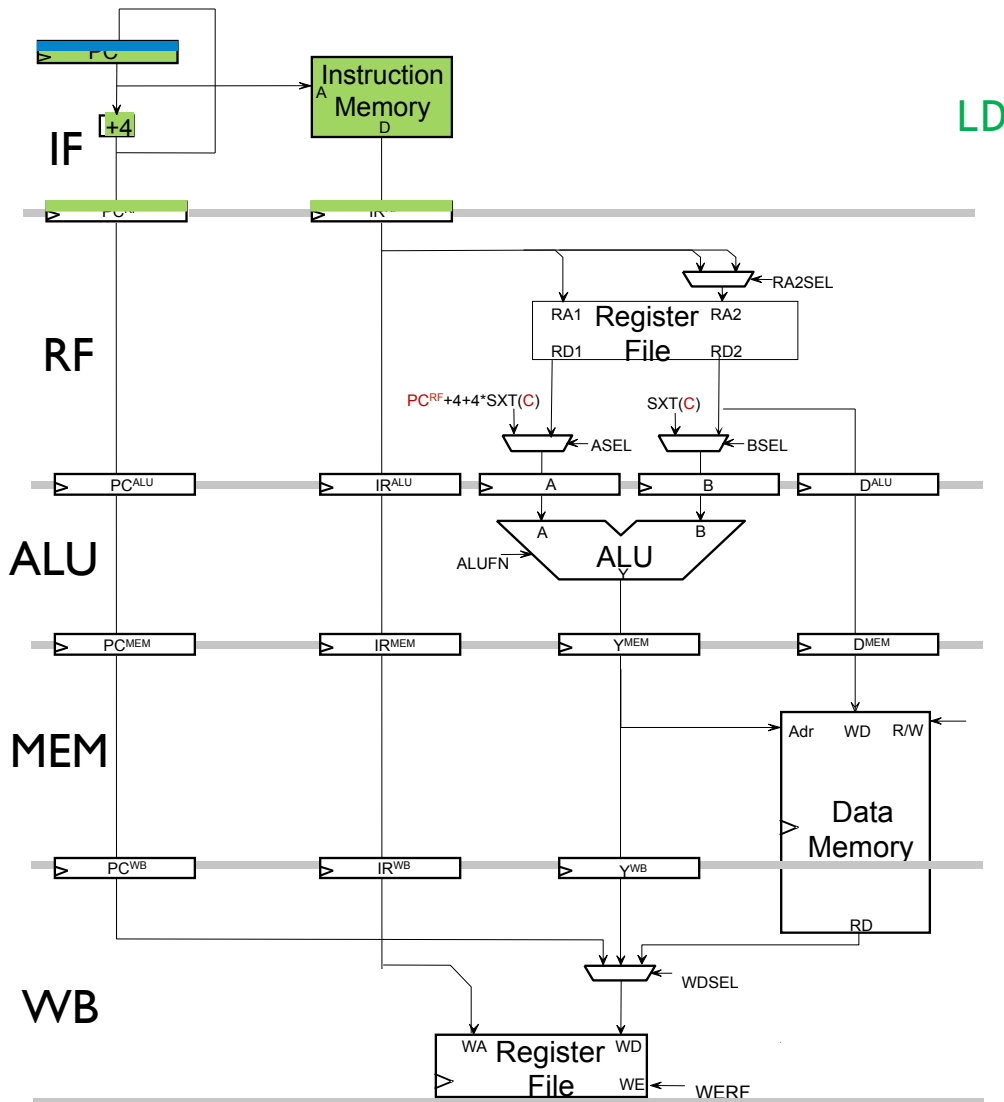 PC
Instruction
Memory
A
D
+4
LD
IF
PC
IR
RA2SEL
RA1
Register
File
RA2
RD1
RD2
RF
PCᴿᶠ+4+4*SXT(C)
SXT(C)
ASEL
BSEL
PCᴬᴸᵁ
IRᴬᴸᵁ
A
B
Dᴬᴸᵁ
A
B
ALU
ALU
ALUFN
Y
PCᴹᴱᴹ
IRᴹᴱᴹ
Yᴹᴱᴹ
Dᴹᴱᴹ
Adr
WD
R/W
MEM
Data
Memory
PCᵂᴮ
IRᵂᴮ
Yᵂᴮ
RD
WDSEL
WB
WA
Register
File
WD
WE
WERF